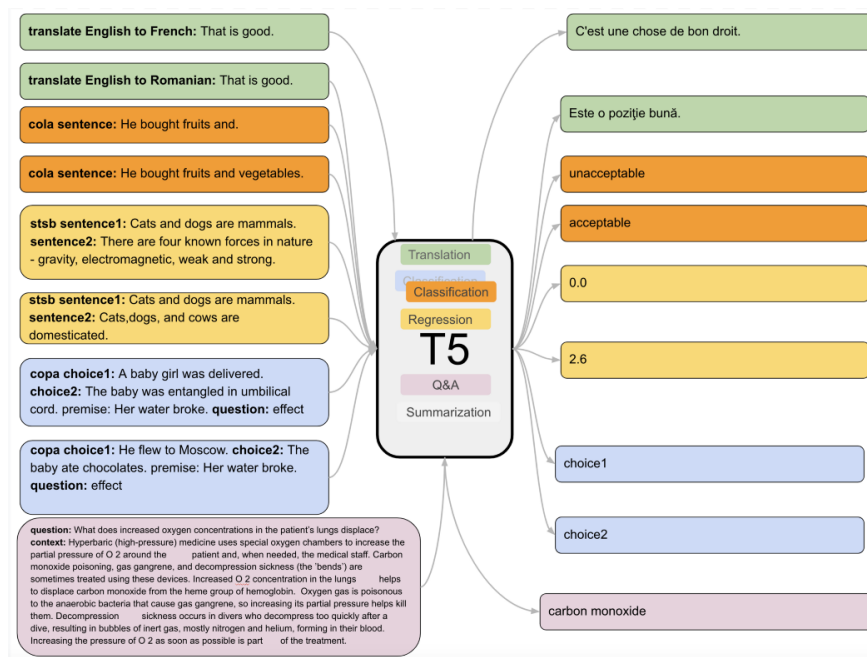 translate English to French: That is good.
translate English to Romanian: That is good.
cola sentence: He bought fruits and.
cola sentence: He bought fruits and vegetables.
stsb sentence1: Cats and dogs are mammals.
sentence2: There are four known forces in nature
- gravity, electromagnetic, weak and strong.
stsb sentence1: Cats and dogs are mammals.
sentence2: Cats,dogs, and cows are
domesticated.
copa choice1: A baby girl was delivered.
choice2: The baby was entangled in umbilical
cord. premise: Her water broke. question: effect
copa choice1: He flew to Moscow. choice2: The
baby ate chocolates. premise: Her water broke.
question: effect
question: What does increased oxygen concentrations in the patient's lungs displace?
context: Hyperbaric (high-pressure) medicine uses special oxygen chambers to increase the
partial pressure of O 2 around the patient and, when needed, the medical staff. Carbon
monoxide poisoning, gas gangrene, and decompression sickness (the 'bends') are
sometimes treated using these devices. Increased O 2 concentration in the lungs helps
to displace carbon monoxide from the heme group of hemoglobin. Oxygen gas is poisonous
to the anaerobic bacteria that cause gas gangrene, so increasing its partial pressure helps kill
them. Decompression sickness occurs in divers who decompress too quickly after a
dive, resulting in bubbles of inert gas, mostly nitrogen and helium, forming in their blood.
Increasing the pressure of O 2 as soon as possible is part of the treatment.
Translation
Classification
Classification
Regression
T5
Q&A
Summarization
C'est une chose de bon droit.
Este o poziţie bună.
unacceptable
acceptable
0.0
2.6
choice1
choice2
carbon monoxide